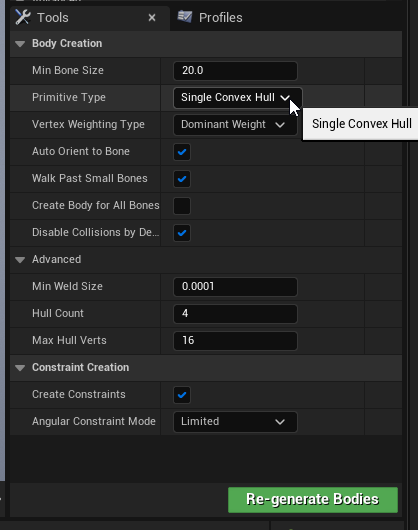 Tools
Profiles
Body Creation
Min Bone Size 20.0
Primitive Type Single Convex Hull
Single Convex Hull
Vertex Weighting Type Dominant Weight
Auto Orient to Bone
Walk Past Small Bones
Create Body for All Bones
Disable Collisions by De...
Advanced
Min Weld Size 0.0001
Hull Count 4
Max Hull Verts 16
Constraint Creation
Create Constraints
Angular Constraint Mode Limited
Re-generate Bodies